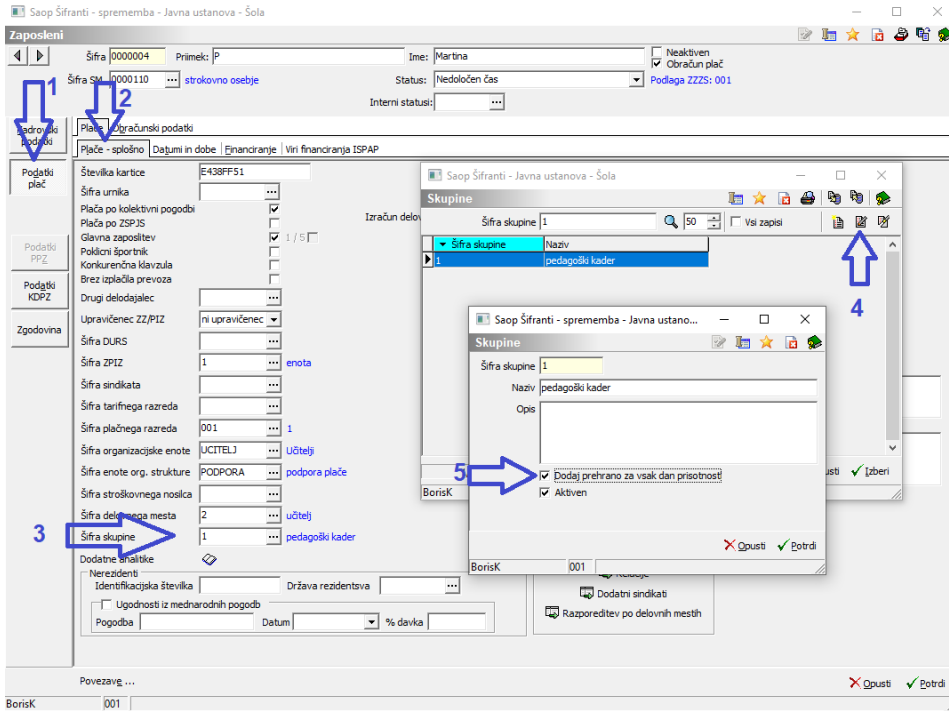 Saop Šifranti - sprememba - Javna ustanova - Šola
Zaposleni
Šifra 0000004 Priimek: P Ime: Martina
Neaktiven
Obračun plač
Šifra SM 0000110 ... strokovno osebje Status: Nedoločen čas Podlaga ZZZS: 001
Interni statusi: ...
1
2
Kadrovski podatki
Plače Obračunski podatki
Plače - splošno Datumi in dobe Financiranje Viri financiranja ISPAP
Podatki plač
Podatki PPZ
Podatki KDPZ
Zgodovina
Številka kartice E438FF51
Šifra urnika ...
Plača po kolektivni pogodbi
Plača po ZSPJS
Glavna zaposlitev 1 / 5
Poklicni športnik
Konkurenčna klavzula
Brez izplačila prevoza
Drugi delodajalec ...
Upravičenec ZZ/PIZ ni upravičenec
Šifra DURS ...
Šifra ZPIZ 1 ... enota
Šifra sindikata ...
Šifra tarifnega razreda ...
Šifra plačnega razreda 001 ... 1
Šifra organizacijske enote UCITELJ ... Učitelji
Šifra enote org. strukture PODPORA ... podpora plače
Šifra stroškovnega nosilca ...
Šifra delovnega mesta 2 ... učitelj
3
Šifra skupine 1 ... pedagoški kader
Dodatne analitike
Nerezidenti
Identifikacijska številka Država rezidentsva ...
Ugodnosti iz mednarodnih pogodb
Pogodba Datum % davka
Izračun delov
Saop Šifranti - Javna ustanova - Šola
Skupine
Šifra skupine 1 50 Vsi zapisi
Šifra skupine Naziv
1 pedagoški kader
4
usti Izberi
BorisK
Saop Šifranti - sprememba - Javna ustano...
Skupine
Šifra skupine 1
Naziv pedagoški kader
Opis
5
Dodaj prehrano za vsak dan prisotnosti
Aktiven
Opusti Potrdi
BorisK 001
Dodatni sindikati
Razporeditev po delovnih mestih
Povezave ...
Opusti Potrdi
BorisK 001